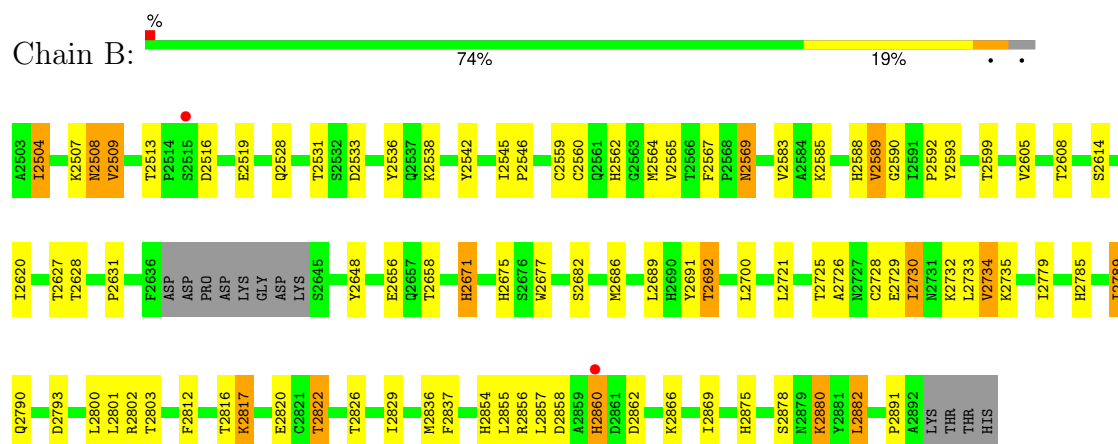 %
Chain B:
74% 19% • •
A2503 I2504 K2507 N2508 V2509 T2513 P2514 S2515 D2516 E2519 Q2528 T2531 S2532 D2533 Y2536 Q2537 K2538 Y2542 I2545 P2546 C2559 C2560 Q2561 H2562 G2563 M2564 V2565 T2566 F2567 P2568 N2569 V2583 A2584 K2585 H2588 V2589 G2590 I2591 P2592 Y2593 T2599 V2605 T2608 S2614
I2620 T2627 T2628 P2631 F2636 ASP ASP PRO ASP LYS GLY ASP LYS S2645 Y2648 E2656 Q2657 T2658 H2671 H2675 S2676 W2677 S2682 M2686 L2689 H2690 Y2691 T2692 L2700 L2721 T2725 A2726 N2727 C2728 E2729 I2730 N2731 K2732 L2733 V2734 K2735 I2779 H2785 I2789
Q2790 D2793 L2800 L2801 R2802 T2803 F2812 T2816 K2817 E2820 C2821 T2822 T2826 I2829 M2836 F2837 H2854 L2855 R2856 L2857 D2858 A2859 H2860 D2861 D2862 K2866 I2869 H2875 S2878 N2879 K2880 Y2881 L2882 P2891 A2892 LYS THR THR HIS